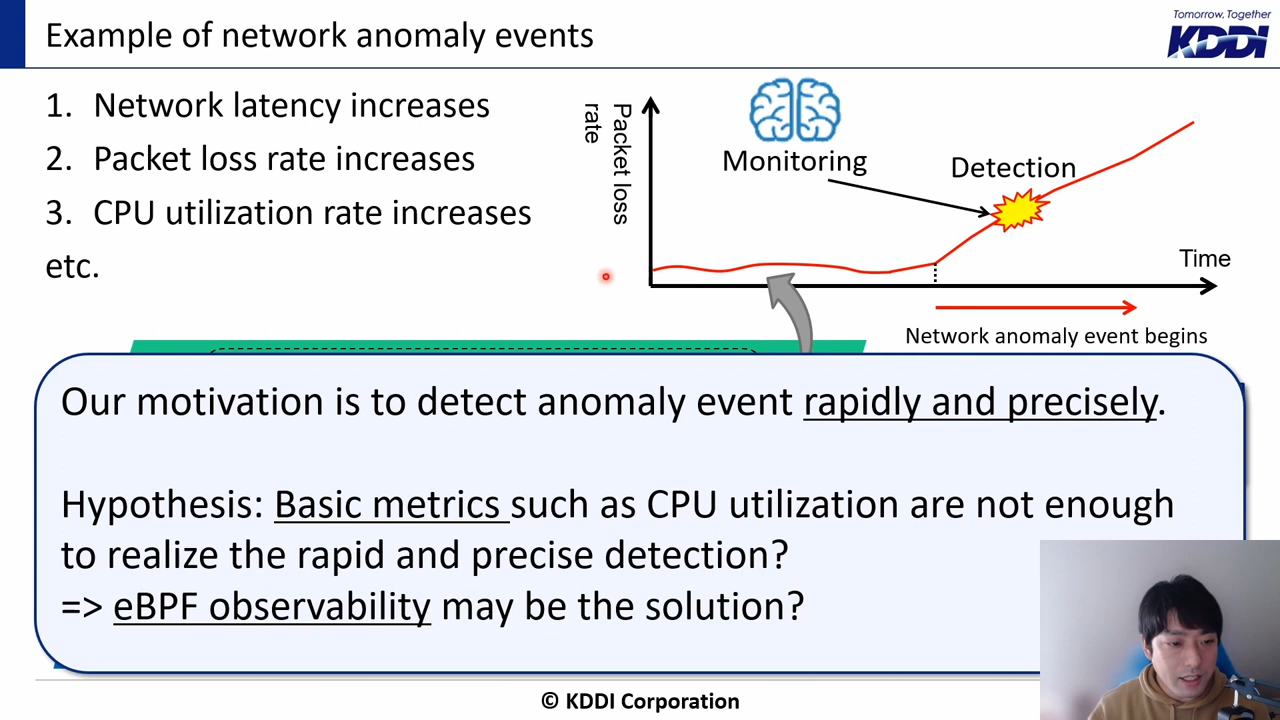 Example of network anomaly events
Tomorrow, Together
KDDI
1. Network latency increases
2. Packet loss rate increases
3. CPU utilization rate increases
etc.
Packet loss
rate
Monitoring
Detection
Time
Network anomaly event begins
Our motivation is to detect anomaly event rapidly and precisely.
Hypothesis: Basic metrics such as CPU utilization are not enough
to realize the rapid and precise detection?
=> eBPF observability may be the solution?
© KDDI Corporation